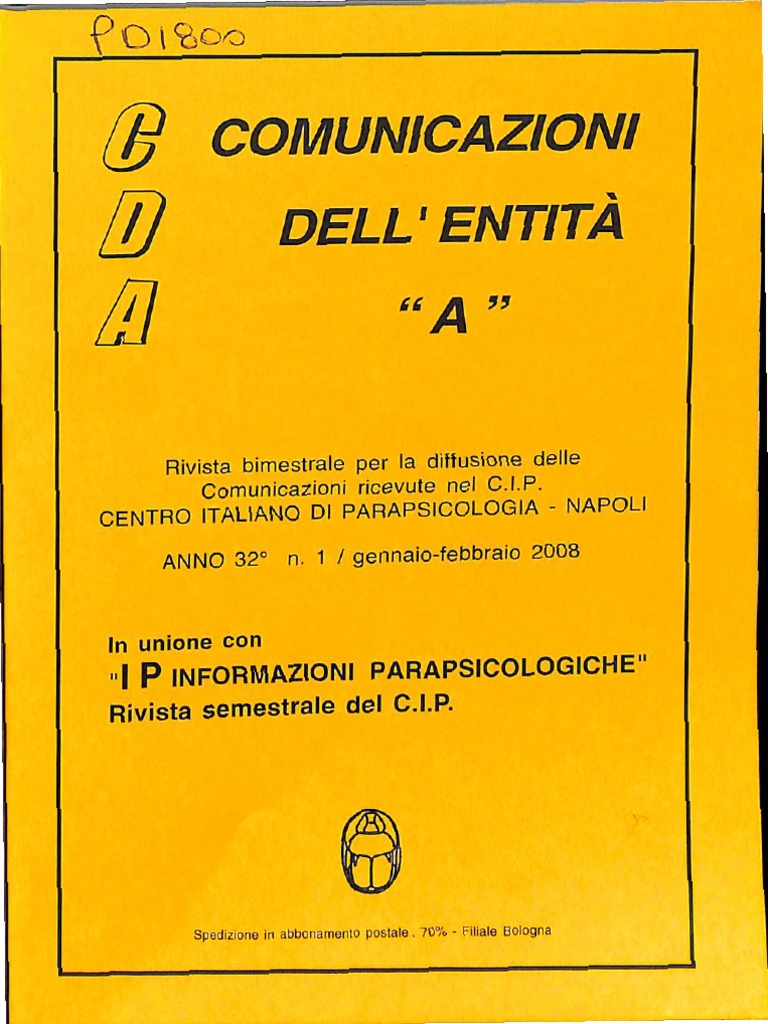 PD1800
C COMUNICAZIONI
D DELL' ENTITÀ
A “ A ”
Rivista bimestrale per la diffusione delle
Comunicazioni ricevute nel C.I.P.
CENTRO ITALIANO DI PARAPSICOLOGIA - NAPOLI
ANNO 32° n. 1 / gennaio-febbraio 2008
In unione con
"I P INFORMAZIONI PARAPSICOLOGICHE"
Rivista semestrale del C.I.P.
Spedizione in abbonamento postale . 70% - Filiale Bologna